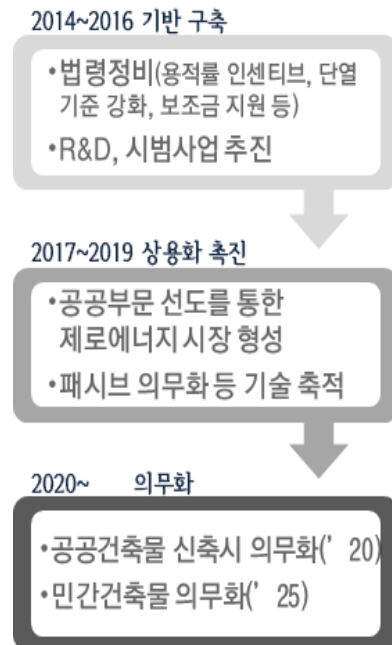 2014~2016 기반 구축
•법령정비(용적률 인센티브, 단열
기준 강화, 보조금 지원 등)
•R&D, 시범사업 추진
2017~2019 상용화 촉진
•공공부문 선도를 통한
제로에너지 시장 형성
•패시브 의무화 등 기술 축적
2020~ 의무화
•공공건축물 신축시 의무화(’ 20)
•민간건축물 의무화(’ 25)